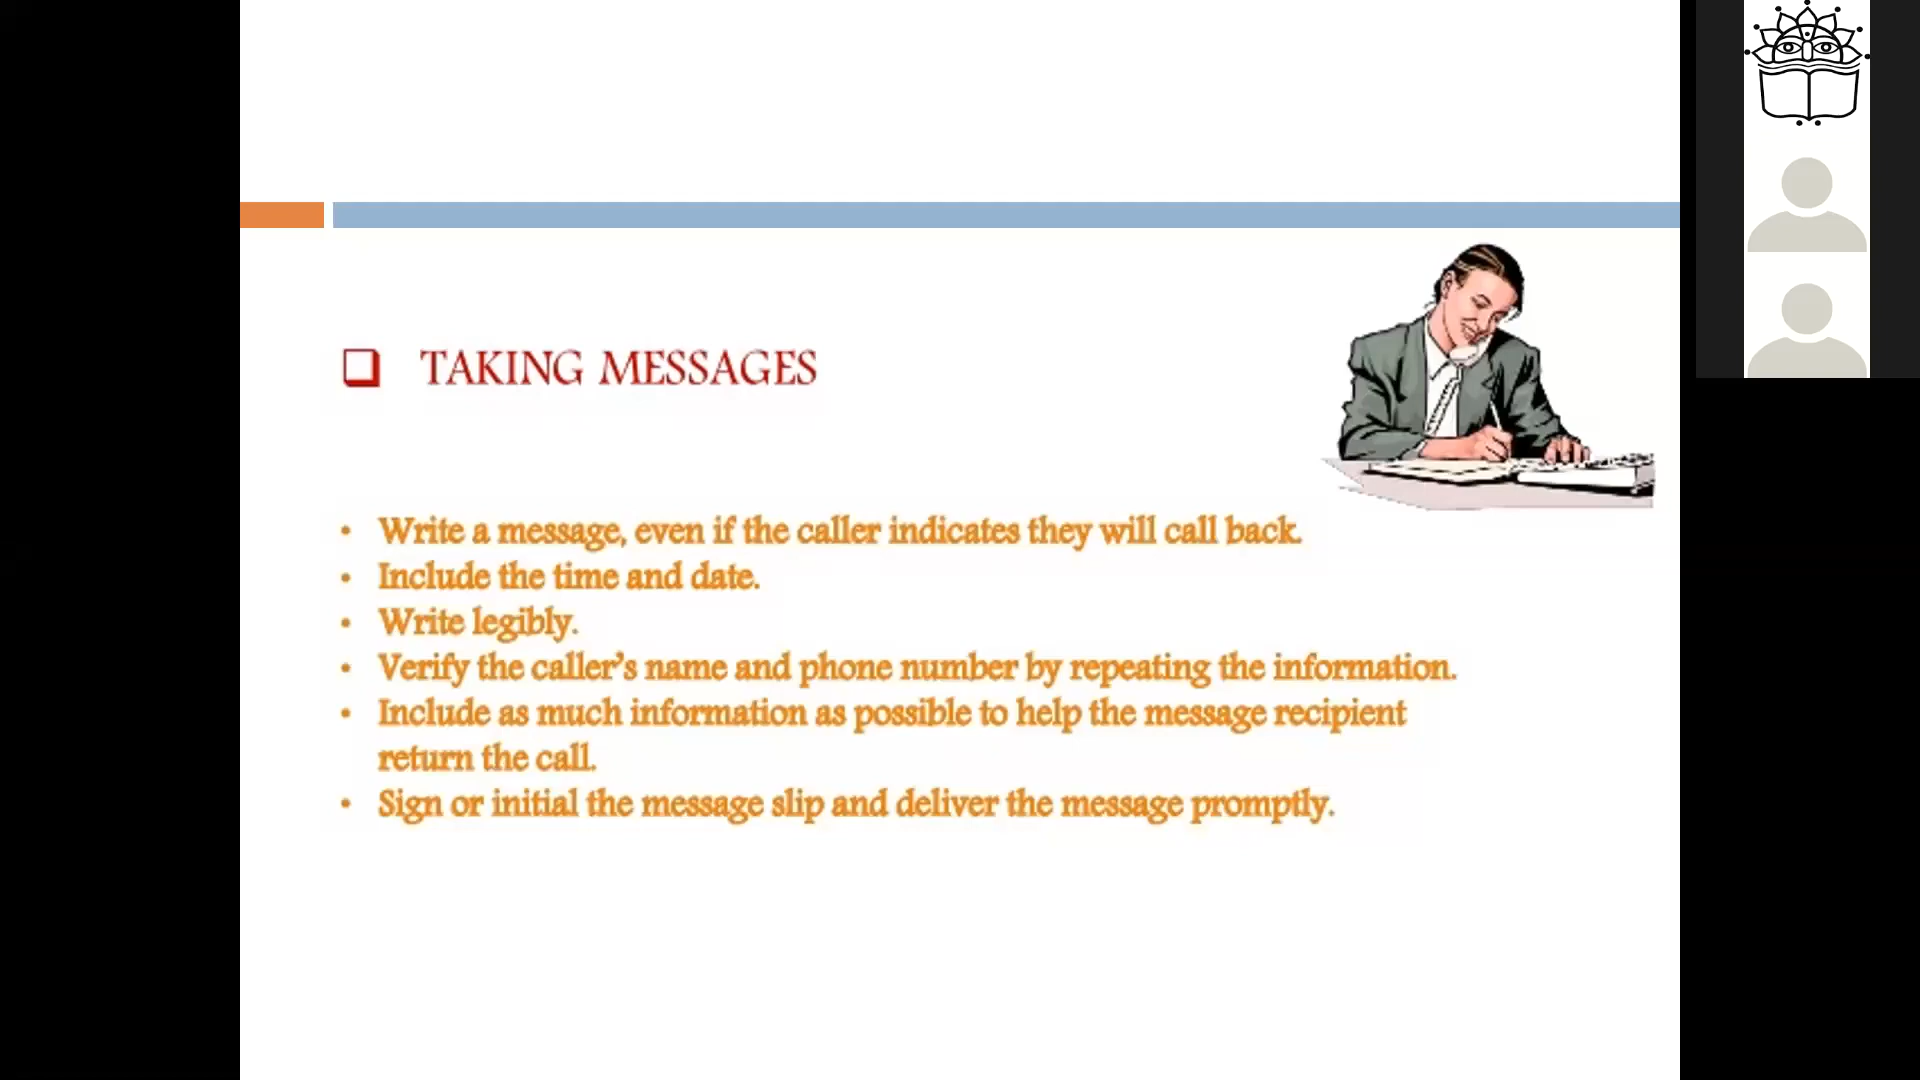 TAKING MESSAGES
• Write a message, even if the caller indicates they will call back.
• Include the time and date.
• Write legibly.
• Verify the caller’s name and phone number by repeating the information.
• Include as much information as possible to help the message recipient
return the call.
• Sign or initial the message slip and deliver the message promptly.